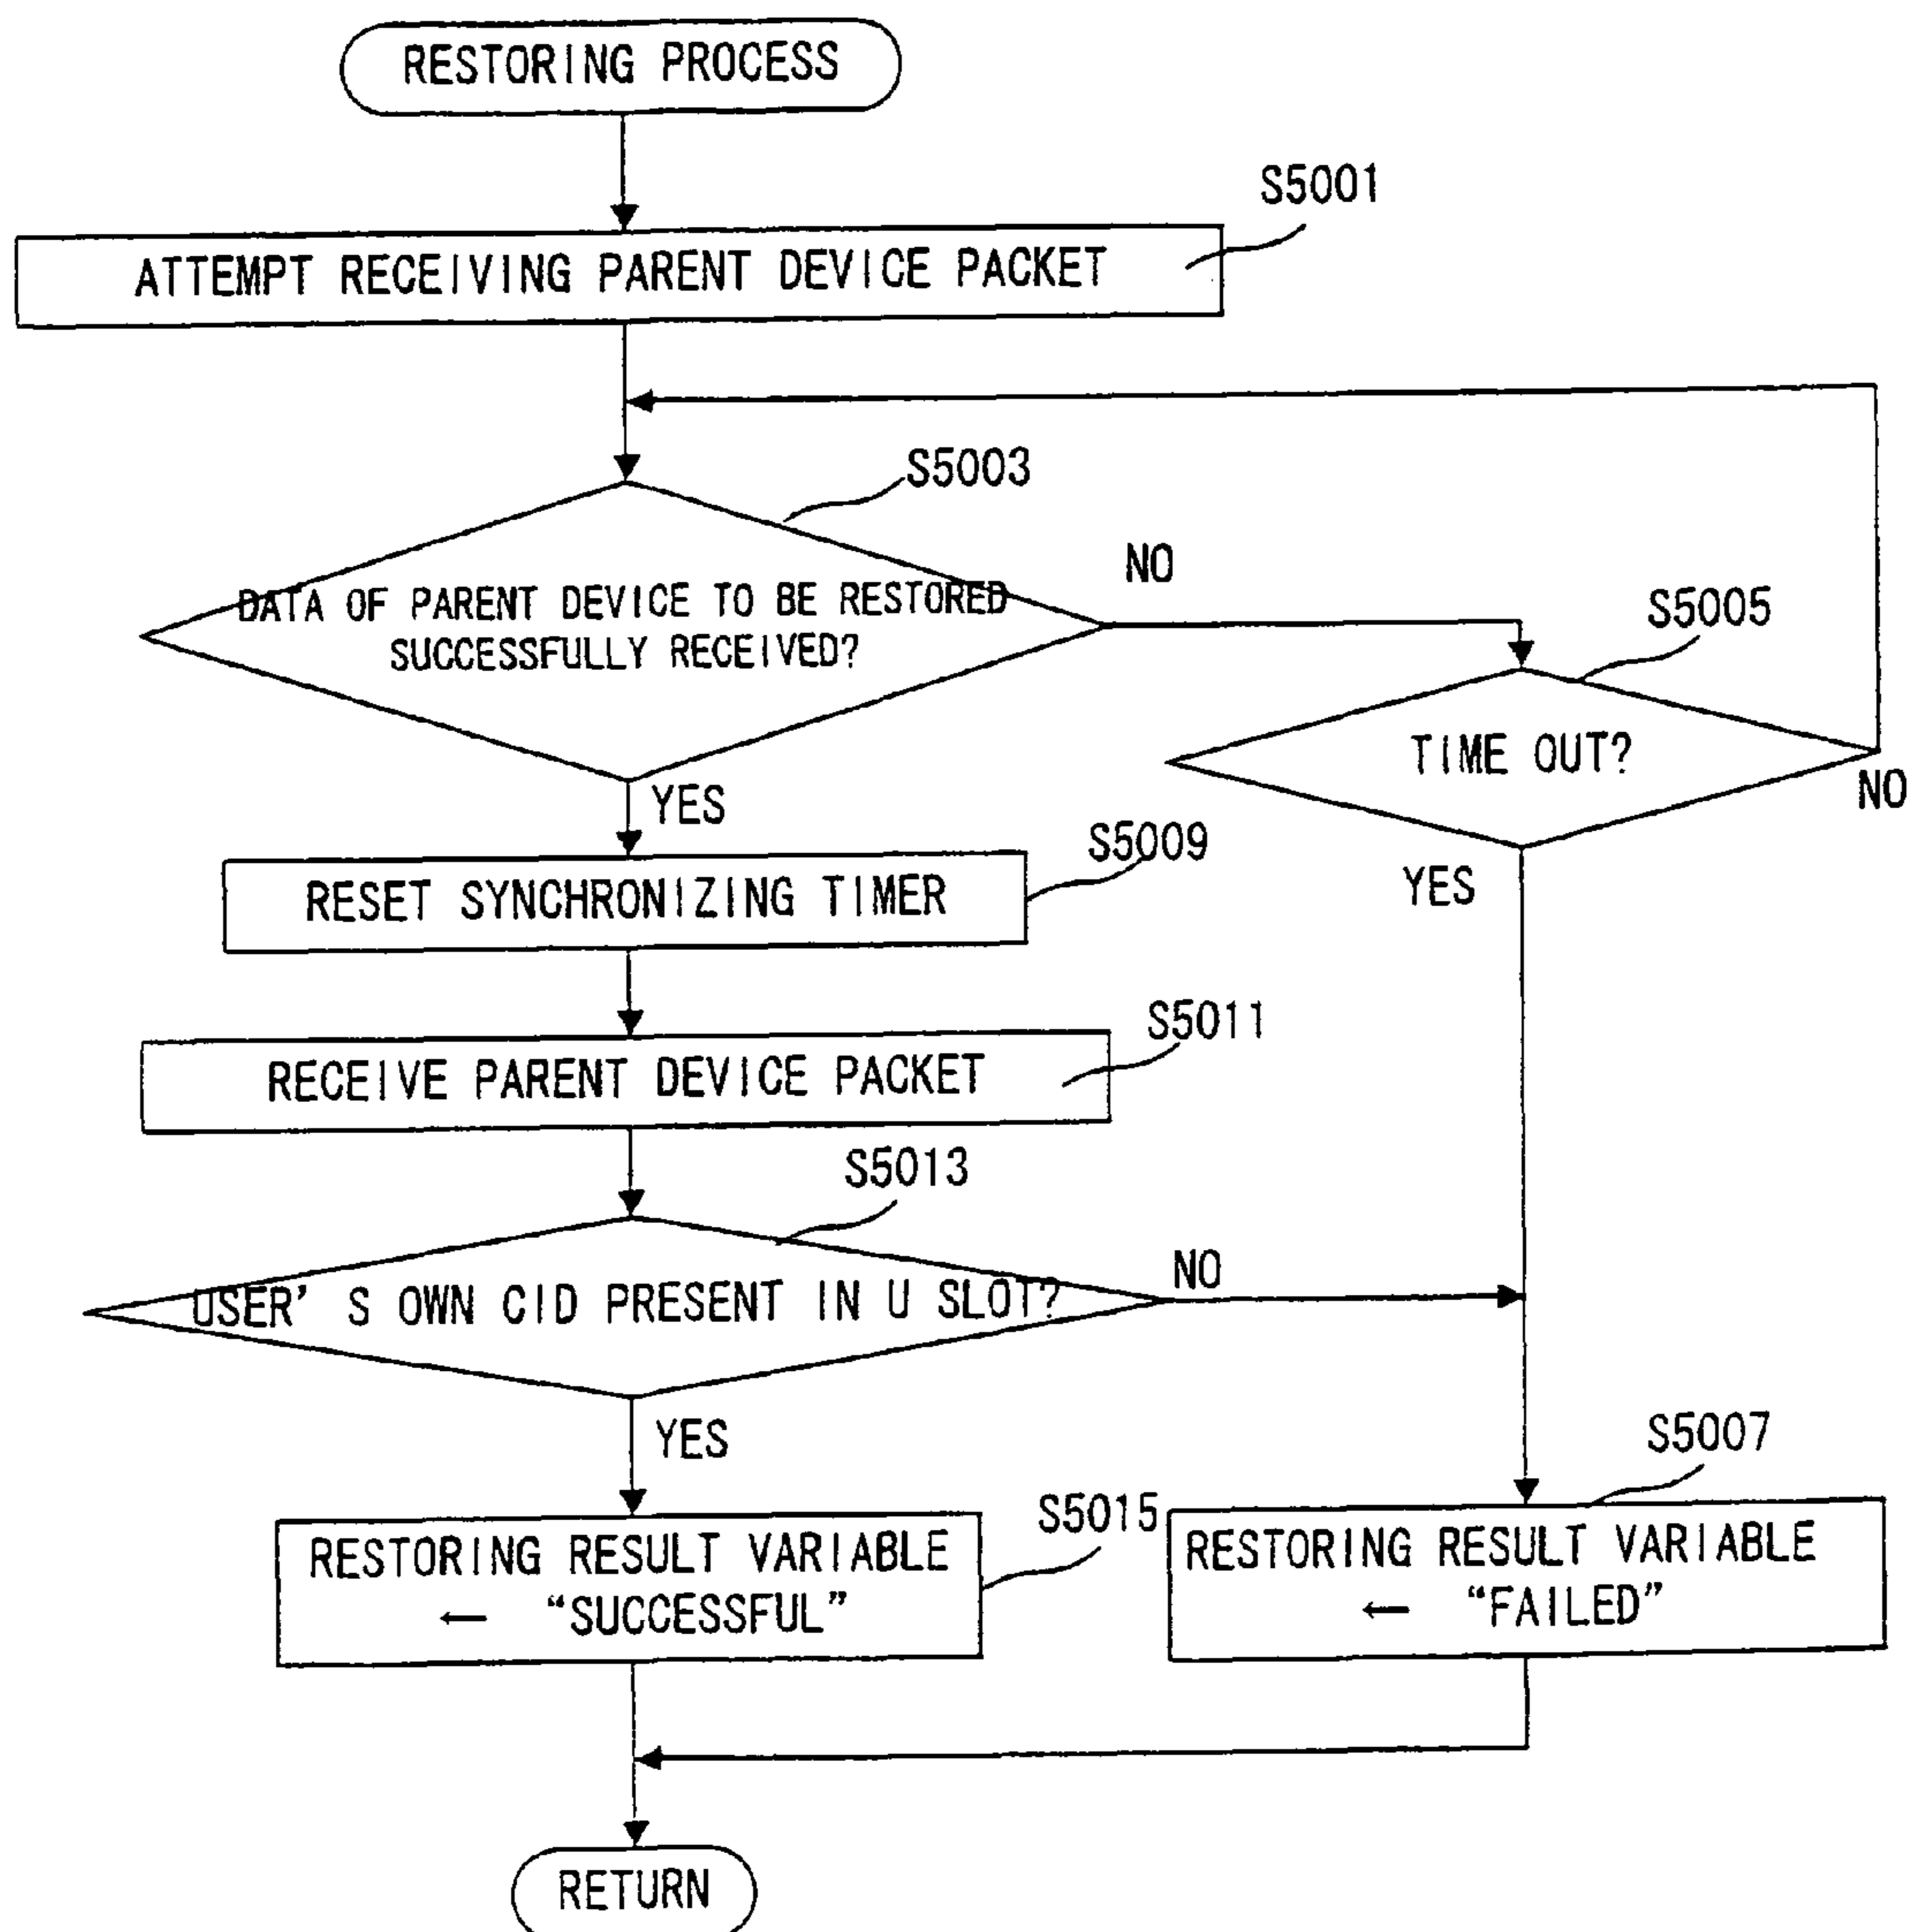 RESTORING PROCESS
S5001
ATTEMPT RECEIVING PARENT DEVICE PACKET
S5003
DATA OF PARENT DEVICE TO BE RESTORED
SUCCESSFULLY RECEIVED?
NO
S5005
TIME OUT?
NO
YES
YES
S5009
RESET SYNCHRONIZING TIMER
S5011
RECEIVE PARENT DEVICE PACKET
S5013
USER' S OWN CID PRESENT IN U SLOT?
NO
YES
S5015
RESTORING RESULT VARIABLE
← “SUCCESSFUL”
S5007
RESTORING RESULT VARIABLE
← “FAILED”
RETURN